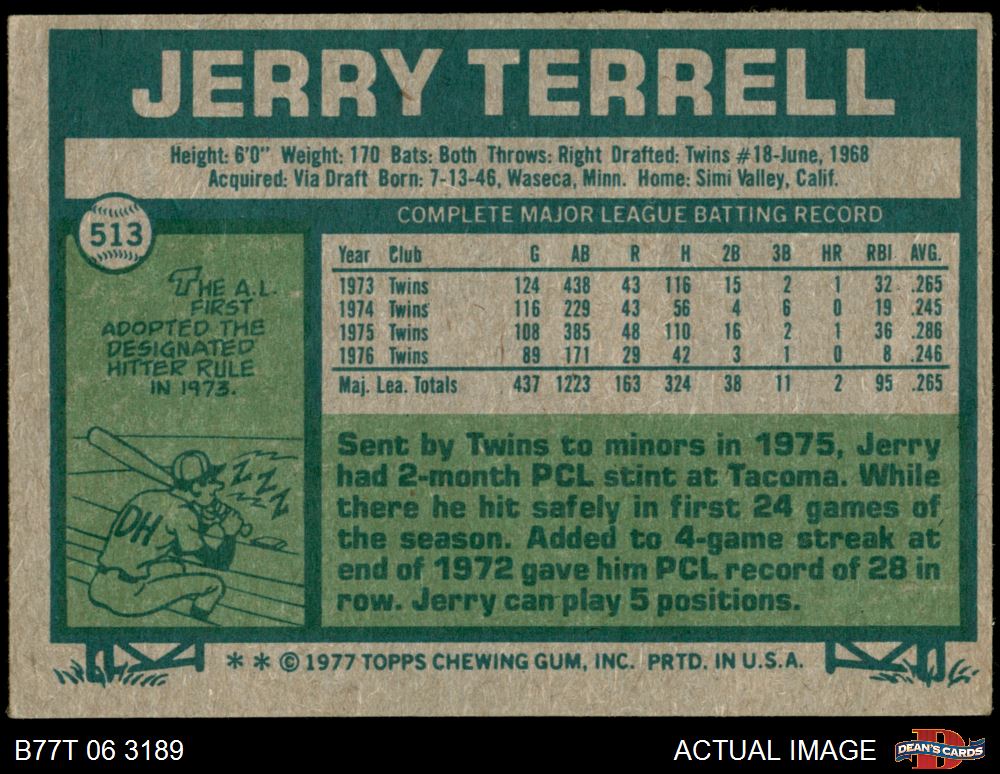 JERRY TERRELL
Height: 6'0" Weight: 170 Bats: Both Throws: Right Drafted: Twins #18-June, 1968
Acquired: Via Draft Born: 7-13-46, Waseca, Minn. Home: Simi Valley, Calif.
513
THE A.L.
FIRST
ADOPTED THE
DESIGNATED
HITTER RULE
IN 1973.
ZZZZ
DH
COMPLETE MAJOR LEAGUE BATTING RECORD
Year Club G AB R H 2B 3B HR RBI AVG.
1973 Twins 124 438 43 116 15 2 1 32 .265
1974 Twins 116 229 43 56 4 6 0 19 .245
1975 Twins 108 385 48 110 16 2 1 36 .286
1976 Twins 89 171 29 42 3 1 0 8 .246
Maj. Lea. Totals 437 1223 163 324 38 11 2 95 .265
Sent by Twins to minors in 1975, Jerry
had 2-month PCL stint at Tacoma. While
there he hit safely in first 24 games of
the season. Added to 4-game streak at
end of 1972 gave him PCL record of 28 in
row. Jerry can play 5 positions.
* * © 1977 TOPPS CHEWING GUM, INC. PRTD. IN U.S.A.
B77T 06 3189
ACTUAL IMAGE
D
DEAN'S CARDS